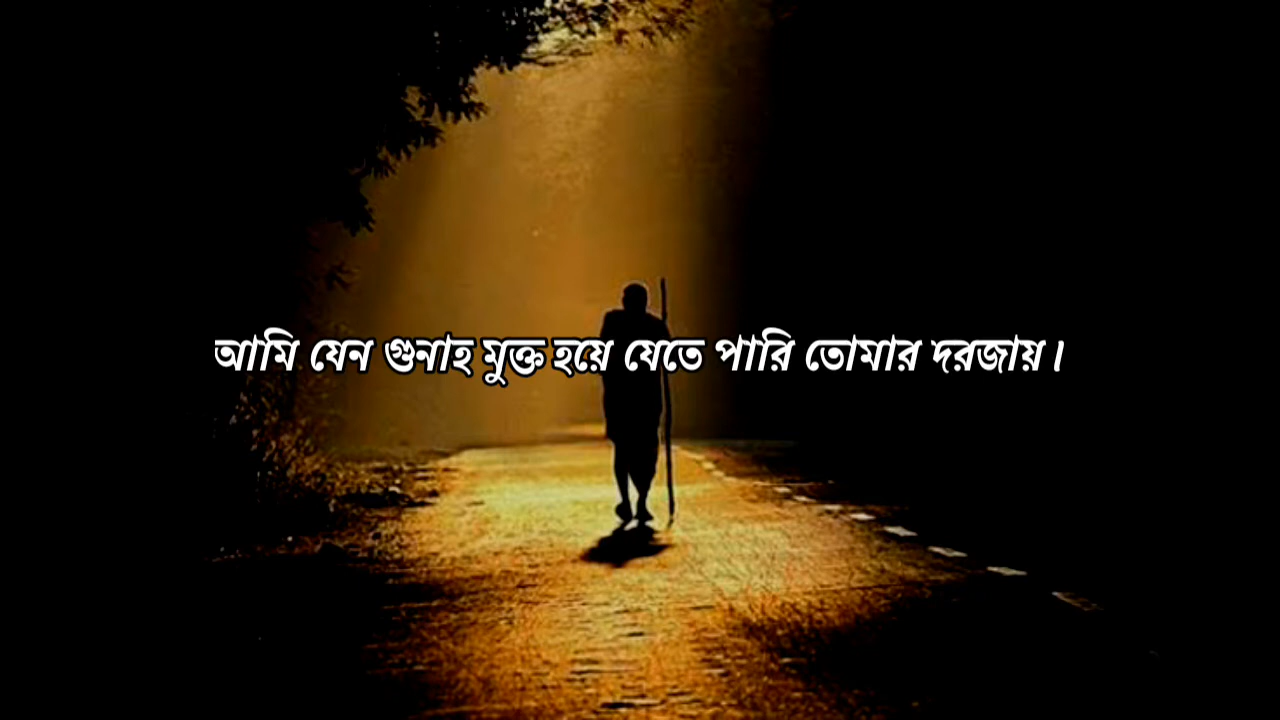 আমি যেন গুনাহ মুক্ত হয়ে যেতে পারি তোমার দরজায়।